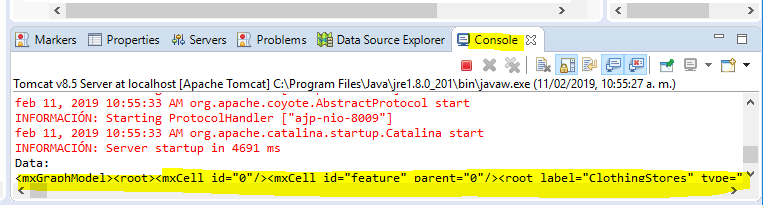 Markers Properties Servers Problems Data Source Explorer Console
Tomcat v8.5 Server at localhost [Apache Tomcat] C:\Program Files\Java\jre1.8.0_201\bin\javaw.exe (11/02/2019, 10:55:27 a. m.)
feb 11, 2019 10:55:33 AM org.apache.coyote.AbstractProtocol start
INFORMACIÓN: Starting ProtocolHandler ["ajp-nio-8009"]
feb 11, 2019 10:55:33 AM org.apache.catalina.startup.Catalina start
INFORMACIÓN: Server startup in 4691 ms
Data:
<mxGraphModel><root><mxCell id="0"/><mxCell id="feature" parent="0"/><root label="ClothingStores" type="